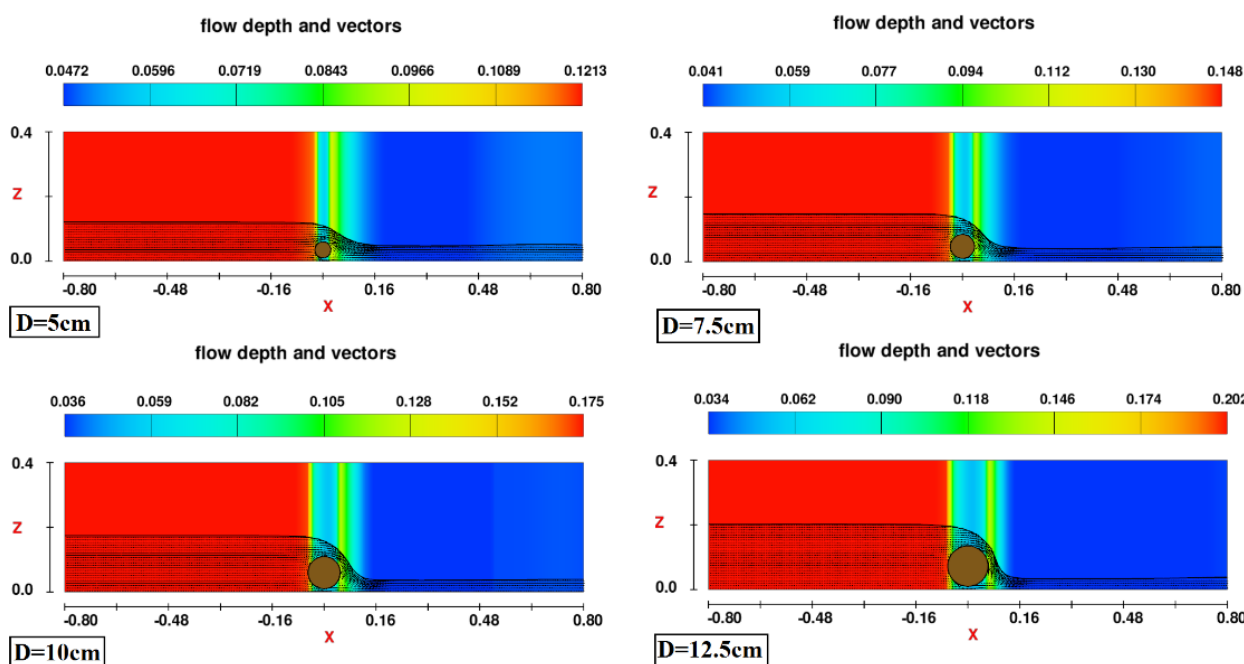 flow depth and vectors
0.0472 0.0596 0.0719 0.0843 0.0966 0.1089 0.1213
0.4
Z
0.0
-0.80 -0.48 -0.16 0.16 0.48 0.80
X
D=5cm
flow depth and vectors
0.041 0.059 0.077 0.094 0.112 0.130 0.148
0.4
Z
0.0
-0.80 -0.48 -0.16 0.16 0.48 0.80
X
D=7.5cm
flow depth and vectors
0.036 0.059 0.082 0.105 0.128 0.152 0.175
0.4
Z
0.0
-0.80 -0.48 -0.16 0.16 0.48 0.80
X
D=10cm
flow depth and vectors
0.034 0.062 0.090 0.118 0.146 0.174 0.202
0.4
Z
0.0
-0.80 -0.48 -0.16 0.16 0.48 0.80
X
D=12.5cm